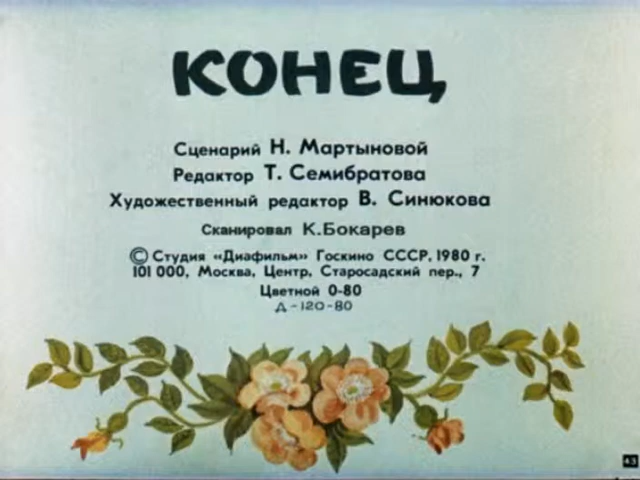 КОНЕЦ
Сценарий Н. Мартыновой
Редактор Т. Семибратова
Художественный редактор В. Синюкова
Сканировал К.Бокарев
© Студия «Диафильм» Госкино СССР, 1980 г.
101 000, Москва, Центр, Старосадский пер., 7
Цветной 0-80
Д-120-80
43